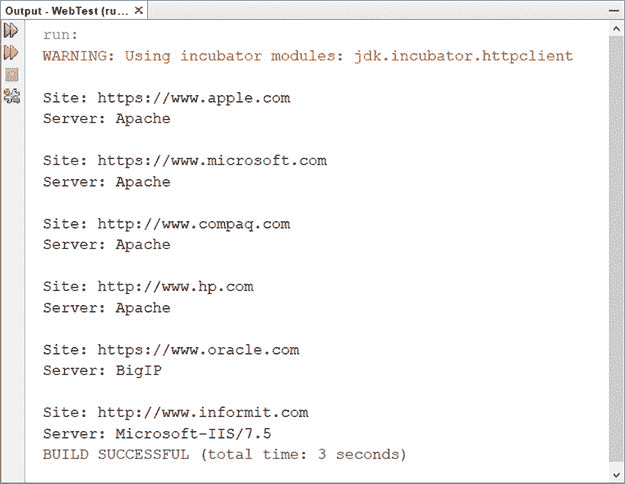 Output - WebTest (ru...
run:
WARNING: Using incubator modules: jdk.incubator.httpclient
Site: https://www.apple.com
Server: Apache
Site: https://www.microsoft.com
Server: Apache
Site: http://www.compaq.com
Server: Apache
Site: http://www.hp.com
Server: Apache
Site: https://www.oracle.com
Server: BigIP
Site: http://www.informit.com
Server: Microsoft-IIS/7.5
BUILD SUCCESSFUL (total time: 3 seconds)